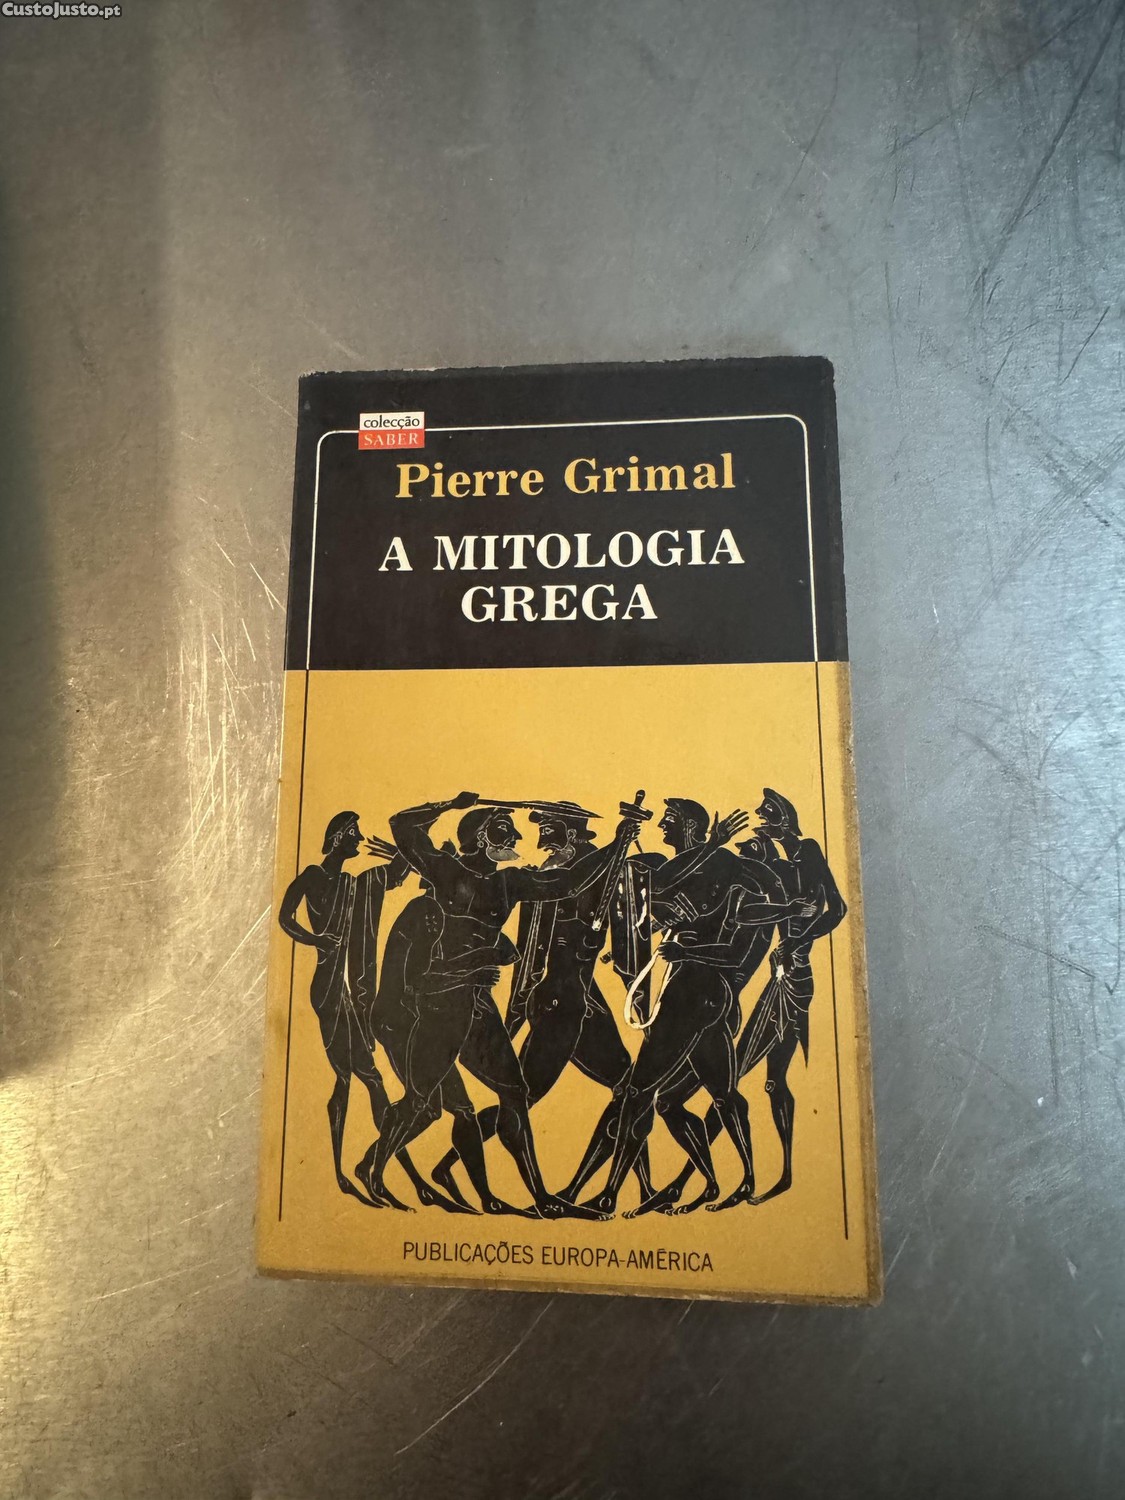 CustoJusto.pt
colecção
SABER
Pierre Grimal
A MITOLOGIA
GREGA
PUBLICAÇÕES EUROPA-AMÉRICA